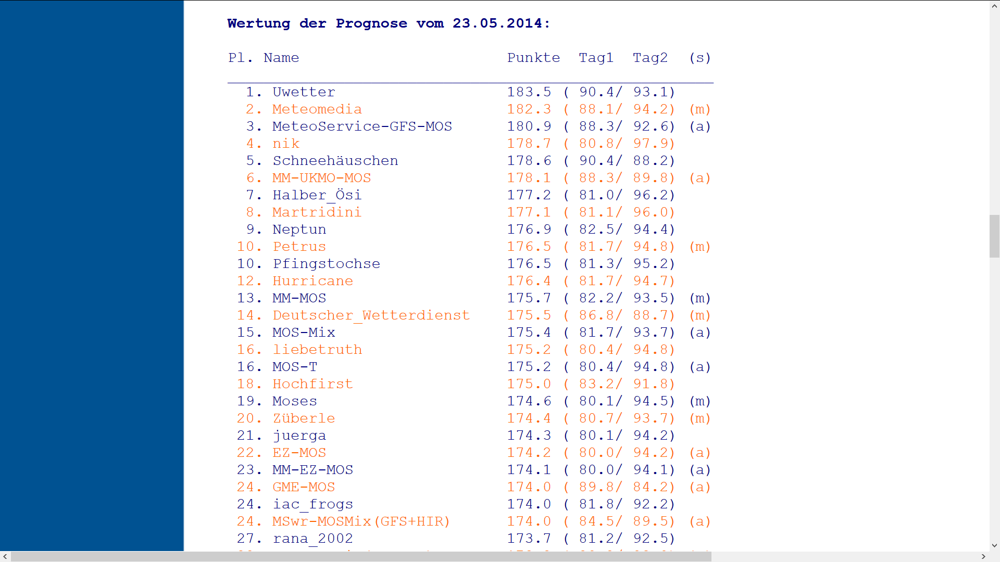 Wertung der Prognose vom 23.05.2014:
Pl. Name Punkte Tag1 Tag2 (s)
1. Uwetter 183.5 ( 90.4/ 93.1)
2. Meteomedia 182.3 ( 88.1/ 94.2) (m)
3. MeteoService-GFS-MOS 180.9 ( 88.3/ 92.6) (a)
4. nik 178.7 ( 80.8/ 97.9)
5. Schneehäuschen 178.6 ( 90.4/ 88.2)
6. MM-UKMO-MOS 178.1 ( 88.3/ 89.8) (a)
7. Halber_Ösi 177.2 ( 81.0/ 96.2)
8. Martridini 177.1 ( 81.1/ 96.0)
9. Neptun 176.9 ( 82.5/ 94.4)
10. Petrus 176.5 ( 81.7/ 94.8) (m)
10. Pfingstochse 176.5 ( 81.3/ 95.2)
12. Hurricane 176.4 ( 81.7/ 94.7)
13. MM-MOS 175.7 ( 82.2/ 93.5) (m)
14. Deutscher_Wetterdienst 175.5 ( 86.8/ 88.7) (m)
15. MOS-Mix 175.4 ( 81.7/ 93.7) (a)
16. liebetruth 175.2 ( 80.4/ 94.8)
16. MOS-T 175.2 ( 80.4/ 94.8) (a)
18. Hochfirst 175.0 ( 83.2/ 91.8)
19. Moses 174.6 ( 80.1/ 94.5) (m)
20. Züberle 174.4 ( 80.7/ 93.7) (m)
21. juerga 174.3 ( 80.1/ 94.2)
22. EZ-MOS 174.2 ( 80.0/ 94.2) (a)
23. MM-EZ-MOS 174.1 ( 80.0/ 94.1) (a)
24. GME-MOS 174.0 ( 89.8/ 84.2) (a)
24. iac_frogs 174.0 ( 81.8/ 92.2)
24. MSwr-MOSMix(GFS+HIR) 174.0 ( 84.5/ 89.5) (a)
27. rana_2002 173.7 ( 81.2/ 92.5)